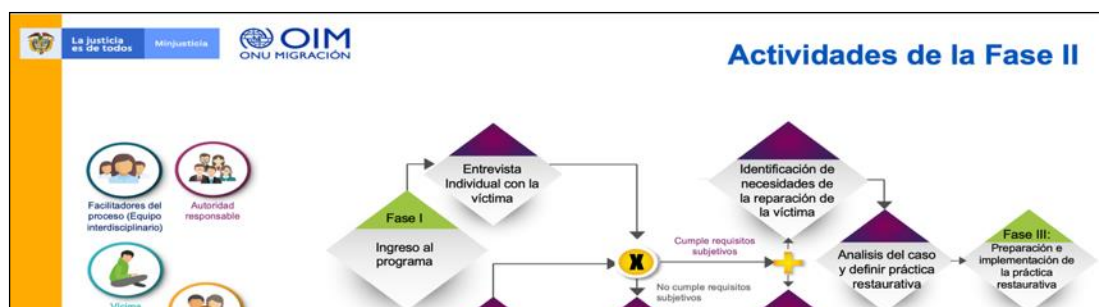 La justicia
es de todos
Minjusticia
OIM
ONU MIGRACIÓN
Actividades de la Fase II
Facilitadores del
proceso (Equipo
interdisciplinario)
Autoridad
responsable
Víctima
Fase I
Ingreso al
programa
Entrevista
Individual con la
víctima
X
Cumple requisitos
subjetivos
No cumple requisitos
subjetivos
Identificación de
necesidades de
la reparación de
la víctima
Analisis del caso
y definir práctica
restaurativa
Fase III:
Preparación e
implementación de
la práctica
restaurativa